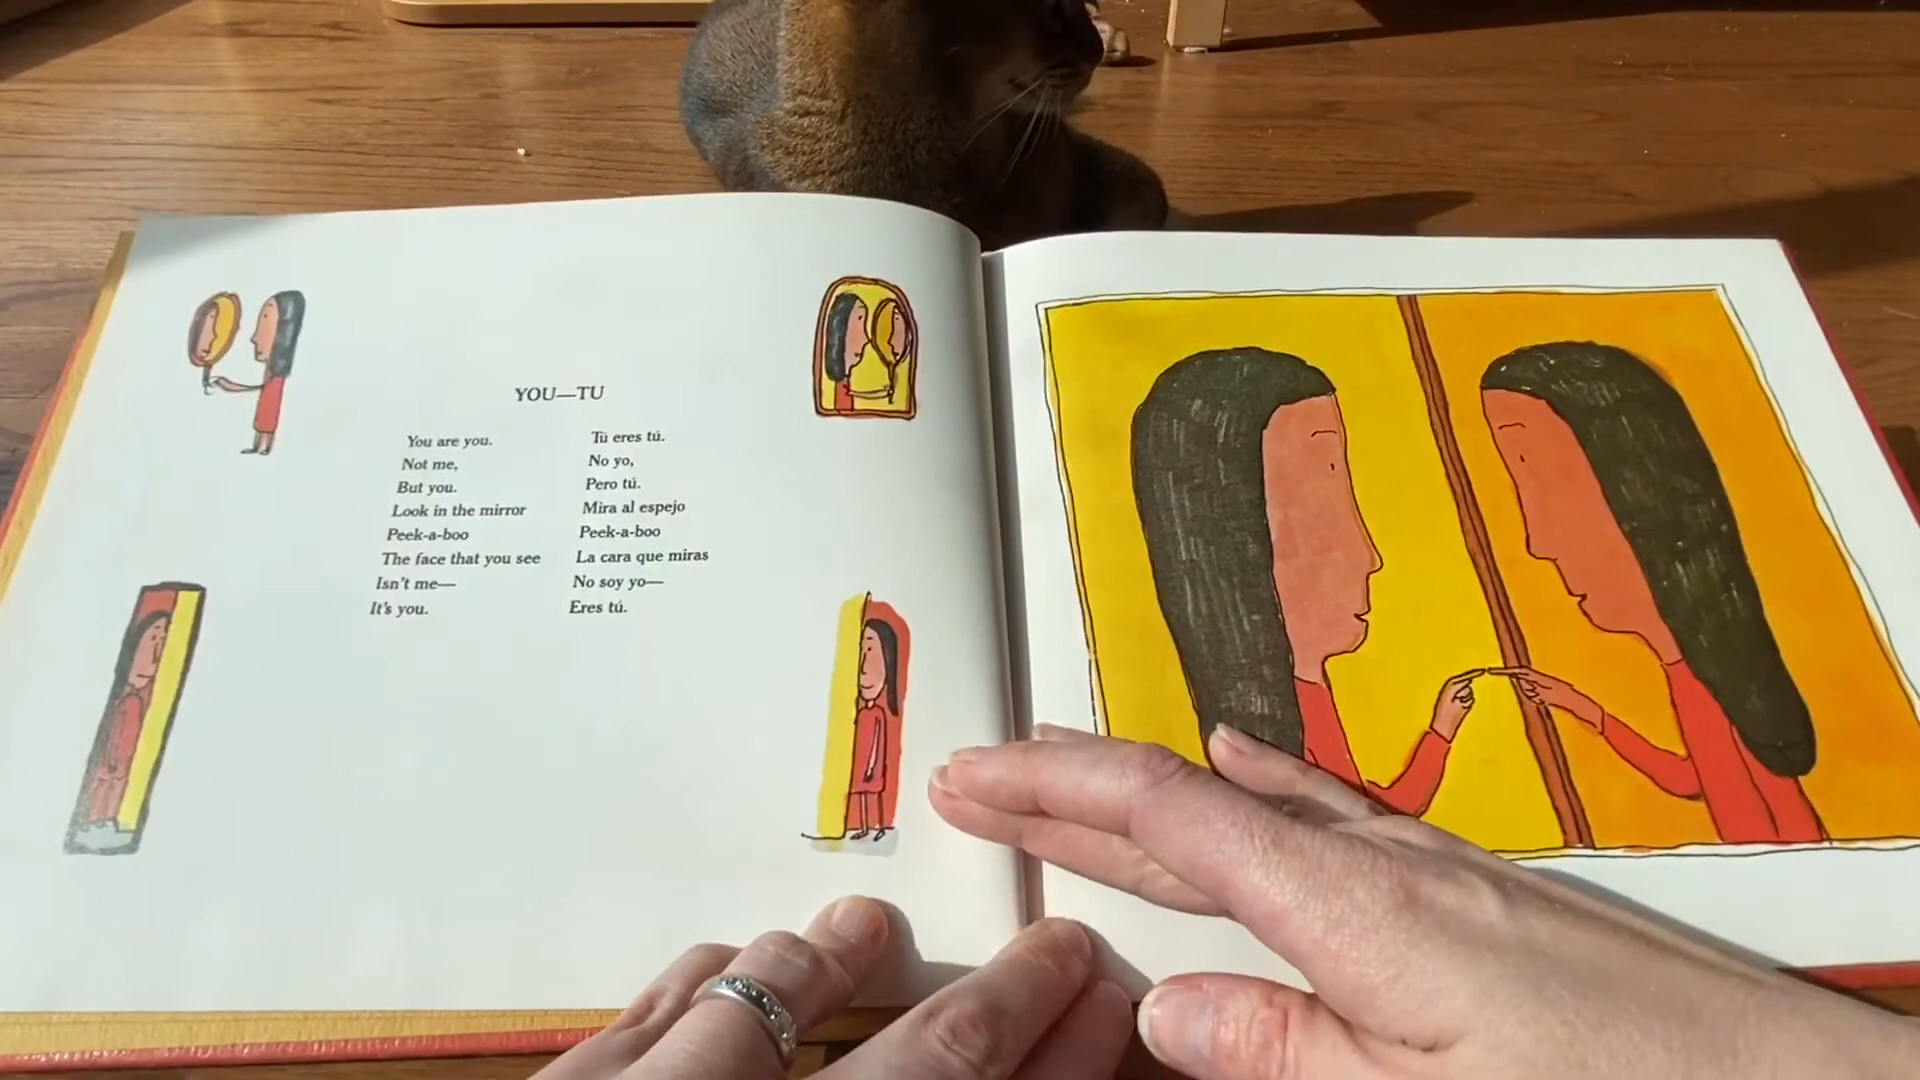 YOU—TU
You are you.
Not me,
But you.
Look in the mirror
Peek-a-boo
The face that you see
Isn't me—
It's you.
Tú eres tú.
No yo,
Pero tú.
Mira al espejo
Peek-a-boo
La cara que miras
No soy yo—
Eres tú.